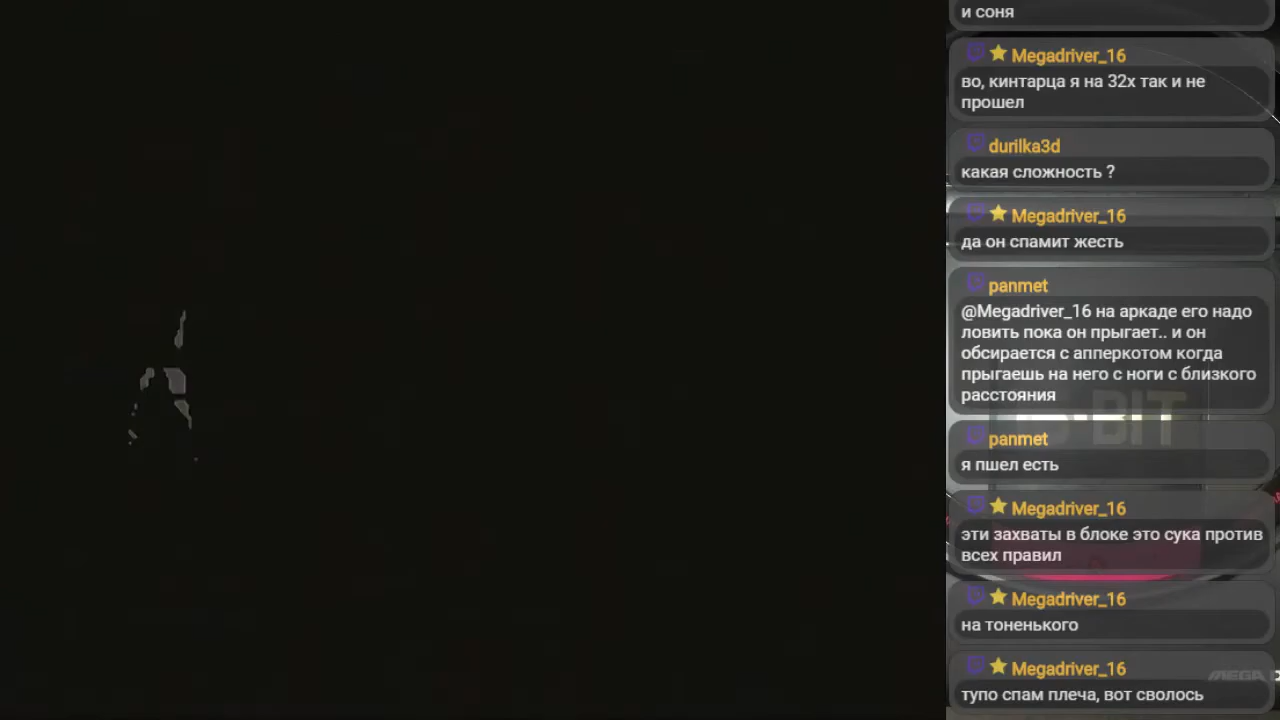 и соня
Megadriver_16
во, кинтарца я на 32х так и не
прошел
durilka3d
какая сложность ?
Megadriver_16
да он спамит жесть
panmet
@Megadriver_16 на аркаде его надо
ловить пока он прыгает.. и он
обсирается с апперкотом когда
прыгаешь на него с ноги с близкого
расстояния
BIT
panmet
я пшел есть
Megadriver_16
эти захваты в блоке это сука против
всех правил
Megadriver_16
на тоненького
Megadriver_16
MEGA D
тупо спам плеча, вот сволось